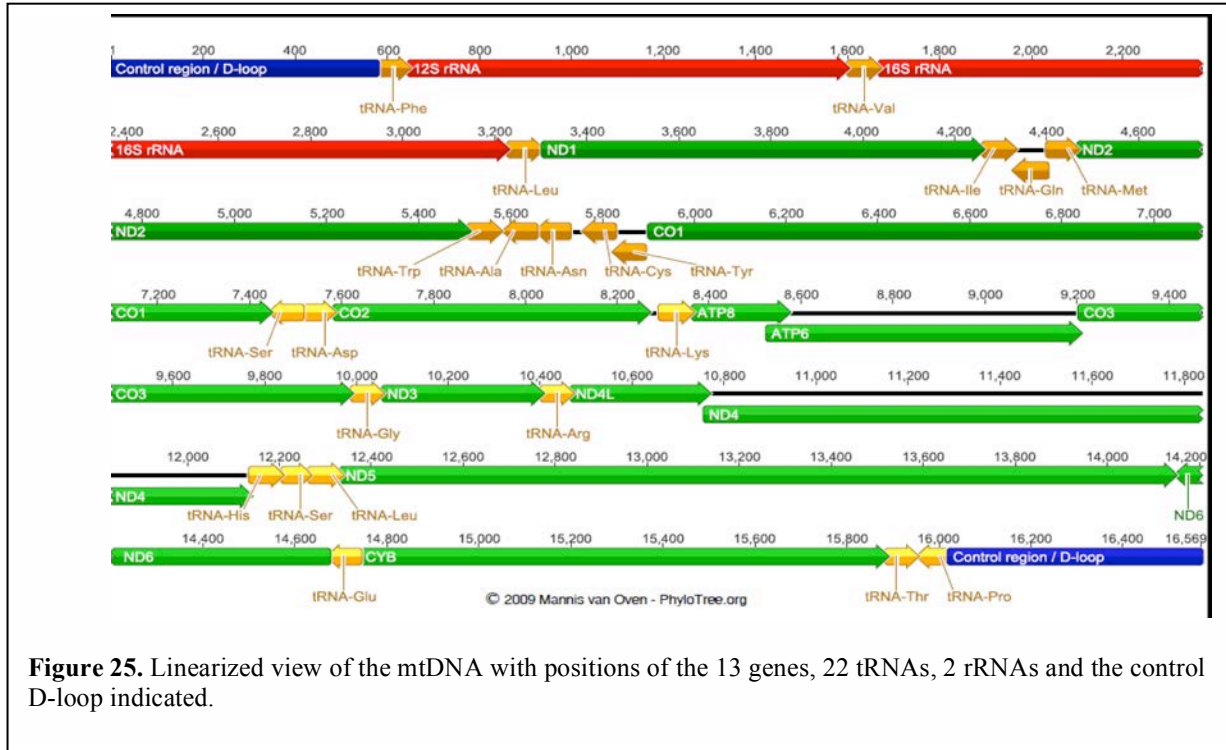 1 200 400 600 800 1,000 1,200 1,400 1,600 1,800 2,000 2,200
Control region / D-loop 12S rRNA 16S rRNA
tRNA-Phe tRNA-Val
2,400 2,600 2,800 3,000 3,200 3,400 3,600 3,800 4,000 4,200 4,400 4,600
16S rRNA ND1 ND2
tRNA-Leu tRNA-Ile tRNA-Gln tRNA-Met
4,800 5,000 5,200 5,400 5,600 5,800 6,000 6,200 6,400 6,600 6,800 7,000
ND2 CO1
tRNA-Trp tRNA-Ala tRNA-Asn tRNA-Cys tRNA-Tyr
7,200 7,400 7,600 7,800 8,000 8,200 8,400 8,600 8,800 9,000 9,200 9,400
CO1 CO2 ATP8 CO3
ATP6
tRNA-Ser tRNA-Asp tRNA-Lys
9,600 9,800 10,000 10,200 10,400 10,600 10,800 11,000 11,200 11,400 11,600 11,800
CO3 ND3 ND4L
ND4
tRNA-Gly tRNA-Arg
12,000 12,200 12,400 12,600 12,800 13,000 13,200 13,400 13,600 13,800 14,000 14,200
ND5
ND4
tRNA-His tRNA-Ser tRNA-Leu ND6
14,400 14,600 14,800 15,000 15,200 15,400 15,600 15,800 16,000 16,200 16,400 16,569
ND6 CYB Control region / D-loop
tRNA-Glu © 2009 Mannis van Oven - PhyloTree.org tRNA-Thr tRNA-Pro
Figure 25. Linearized view of the mtDNA with positions of the 13 genes, 22 tRNAs, 2 rRNAs and the control
D-loop indicated.